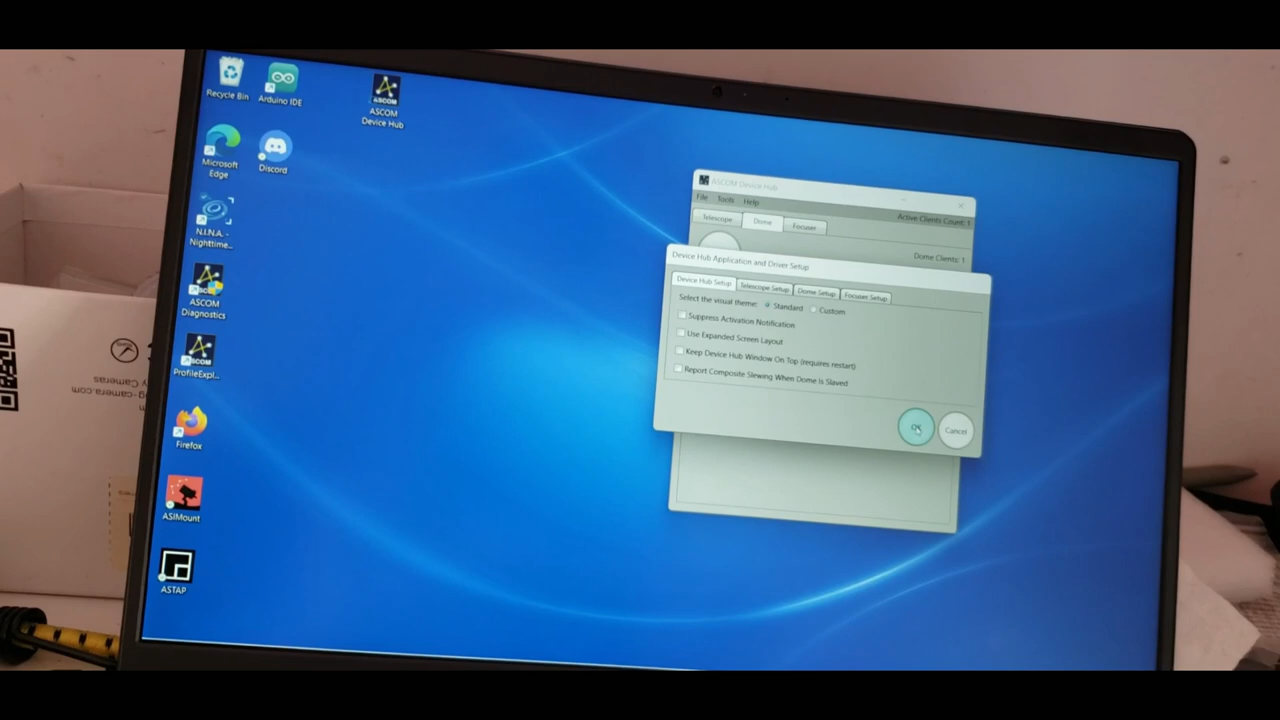 Recycle Bin
Arduino IDE
ASCOM
ASCOM
Device Hub
Microsoft
Edge
Discord
N.I.N.A. -
Nighttime...
ASCOM
Diagnostics
ASCOM
ProfileExpl...
Firefox
ASIMount
ASTAP
ASCOM Device Hub
File Tools Help
Active Clients Count: 1
Telescope Dome Focuser
Dome Clients: 1
Device Hub Application and Driver Setup
Device Hub Setup Telescope Setup Dome Setup Focuser Setup
Select the visual theme: Standard Custom
Suppress Activation Notification
Use Expanded Screen Layout
Keep Device Hub Window On Top (requires restart)
Report Composite Slewing When Dome Is Slaved
OK Cancel
y Cameras
g-camera.com